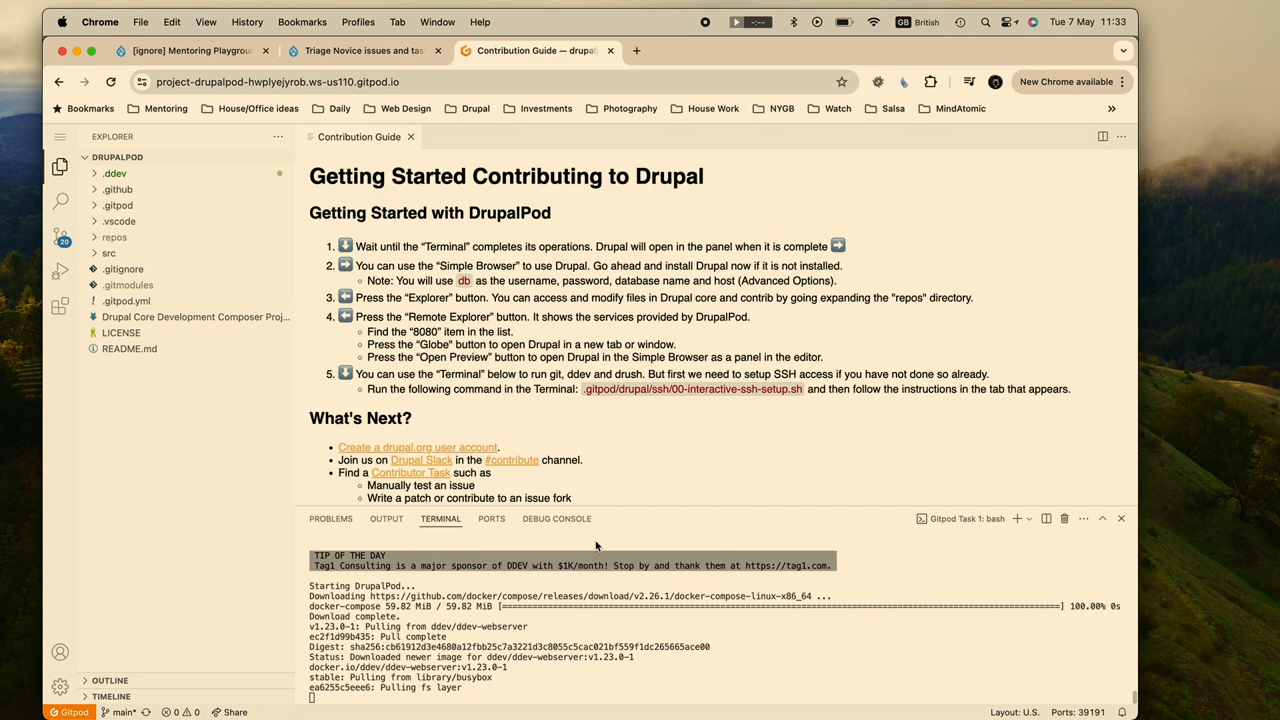 Chrome File Edit View History Bookmarks Profiles Tab Window Help --:-- GB British Tue 7 May 11:33
[ignore] Mentoring Playgroun Triage Novice issues and tas Contribution Guide — drupalp
project-drupalpod-hwplyejyrob.ws-us110.gitpod.io New Chrome available
Bookmarks Mentoring House/Office ideas Daily Web Design Drupal Investments Photography House Work NYGB Watch Salsa MindAtomic »
EXPLORER
Contribution Guide
DRUPALPOD
.ddev
.github
.gitpod
.vscode
repos
src
.gitignore
.gitmodules
.gitpod.yml
Drupal Core Development Composer Proj...
LICENSE
README.md
20
OUTLINE
TIMELINE
Getting Started Contributing to Drupal
Getting Started with DrupalPod
1. Wait until the “Terminal” completes its operations. Drupal will open in the panel when it is complete
2. You can use the “Simple Browser” to use Drupal. Go ahead and install Drupal now if it is not installed.
Note: You will use db as the username, password, database name and host (Advanced Options).
3. Press the “Explorer” button. You can access and modify files in Drupal core and contrib by going expanding the "repos" directory.
4. Press the “Remote Explorer” button. It shows the services provided by DrupalPod.
Find the “8080” item in the list.
Press the “Globe” button to open Drupal in a new tab or window.
Press the “Open Preview” button to open Drupal in the Simple Browser as a panel in the editor.
5. You can use the “Terminal” below to run git, ddev and drush. But first we need to setup SSH access if you have not done so already.
Run the following command in the Terminal: .gitpod/drupal/ssh/00-interactive-ssh-setup.sh and then follow the instructions in the tab that appears.
What's Next?
Create a drupal.org user account.
Join us on Drupal Slack in the #contribute channel.
Find a Contributor Task such as
Manually test an issue
Write a patch or contribute to an issue fork
PROBLEMS OUTPUT TERMINAL PORTS DEBUG CONSOLE Gitpod Task 1: bash
TIP OF THE DAY
Tag1 Consulting is a major sponsor of DDEV with $1K/month! Stop by and thank them at https://tag1.com.
Starting DrupalPod...
Downloading https://github.com/docker/compose/releases/download/v2.26.1/docker-compose-linux-x86_64 ...
docker-compose 59.82 MiB / 59.82 MiB [==================================================================================================] 100.00% 0s
Download complete.
v1.23.0-1: Pulling from ddev/ddev-webserver
ec2f1d99b435: Pull complete
Digest: sha256:cb61912d3e4680a12fbb25c7a3221d3c8055c5cac021bf559f1dc265665ace00
Status: Downloaded newer image for ddev/ddev-webserver:v1.23.0-1
docker.io/ddev/ddev-webserver:v1.23.0-1
stable: Pulling from library/busybox
ea6255c5eee6: Pulling fs layer
Gitpod main* 0 0 Share Layout: U.S. Ports: 39191